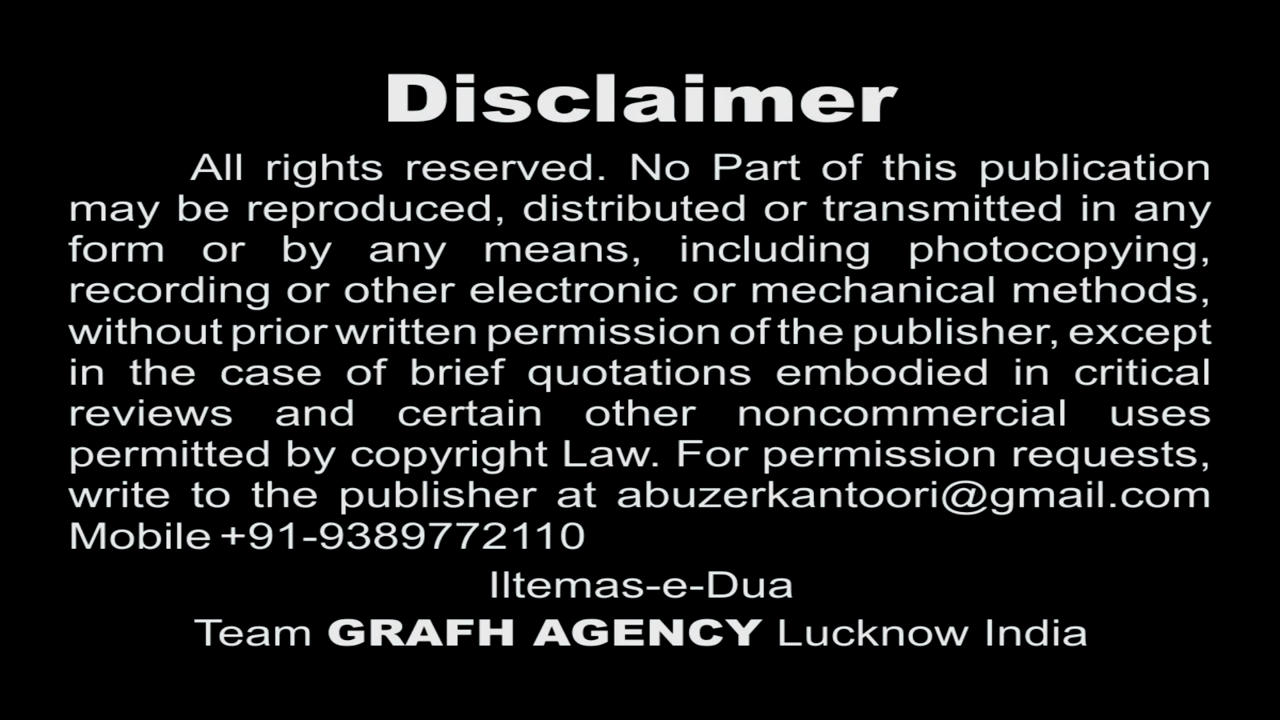 Disclaimer
All rights reserved. No Part of this publication
may be reproduced, distributed or transmitted in any
form or by any means, including photocopying,
recording or other electronic or mechanical methods,
without prior written permission of the publisher, except
in the case of brief quotations embodied in critical
reviews and certain other noncommercial uses
permitted by copyright Law. For permission requests,
write to the publisher at abuzerkantoori@gmail.com
Mobile +91-9389772110
Iltemas-e-Dua
Team GRAFH AGENCY Lucknow India